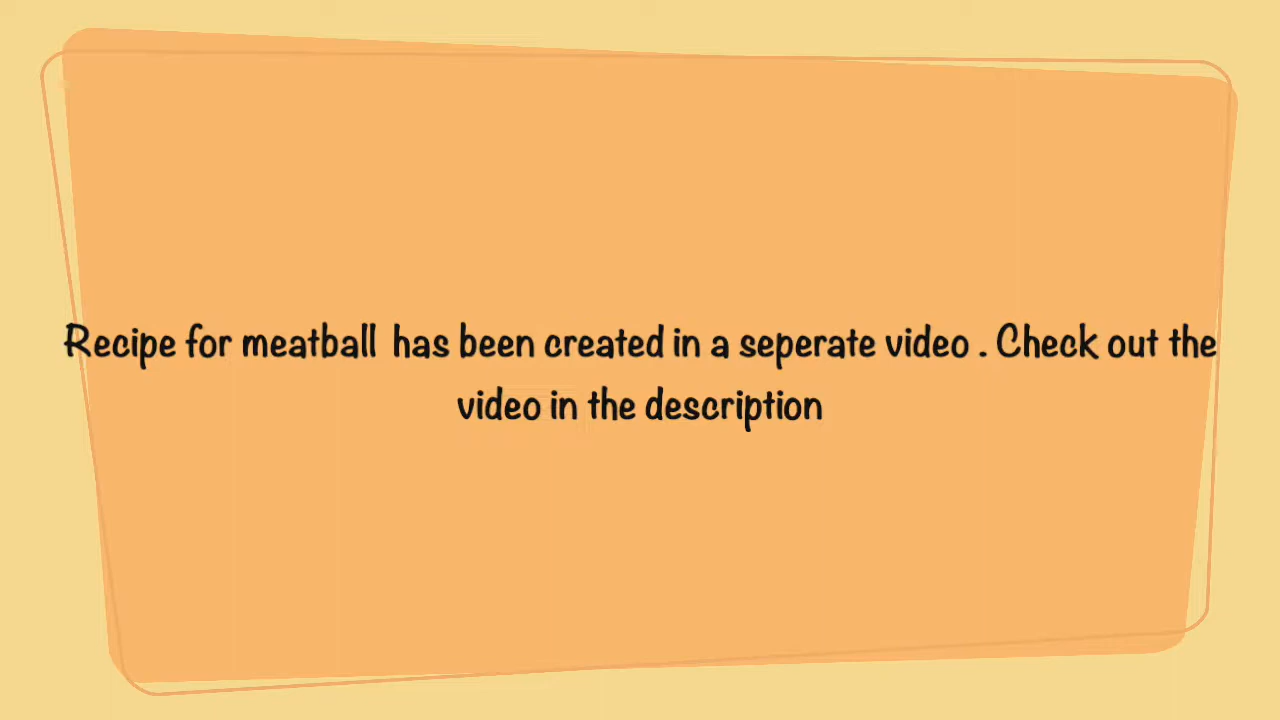 Recipe for meatball  has been created in a seperate video . Check out the
video in the description